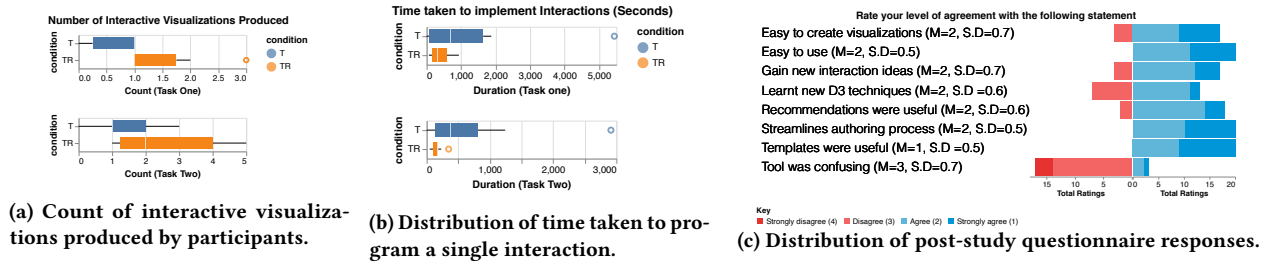 Number of Interactive Visualizations Produced
condition
T
TR
0.0 0.5 1.0 1.5 2.0 2.5 3.0
Count (Task One)
condition
T
TR
condition
T
TR
0 1 2 3 4 5
Count (Task Two)
(a) Count of interactive visualiza-
tions produced by participants.
Time taken to implement Interactions (Seconds)
condition
T
TR
0 1,000 2,000 3,000 4,000 5,000
Duration (Task one)
condition
T
TR
condition
T
TR
0 1,000 2,000 3,000
Duration (Task Two)
(b) Distribution of time taken to pro-
gram a single interaction.
Rate your level of agreement with the following statement
Easy to create visualizations (M=2, S.D=0.7)
Easy to use (M=2, S.D=0.5)
Gain new interaction ideas (M=2, S.D=0.7)
Learnt new D3 techniques (M=2, S.D =0.6)
Recommendations were useful (M=2, S.D=0.6)
Streamlines authoring process (M=2, S.D=0.5)
Templates were useful (M=1, S.D =0.5)
Tool was confusing (M=3, S.D=0.7)
15 10 5 0 0 5 10 15 20
Total Ratings Total Ratings
Key
Strongly disagree (4) Disagree (3) Agree (2) Strongly agree (1)
(c) Distribution of post-study questionnaire responses.